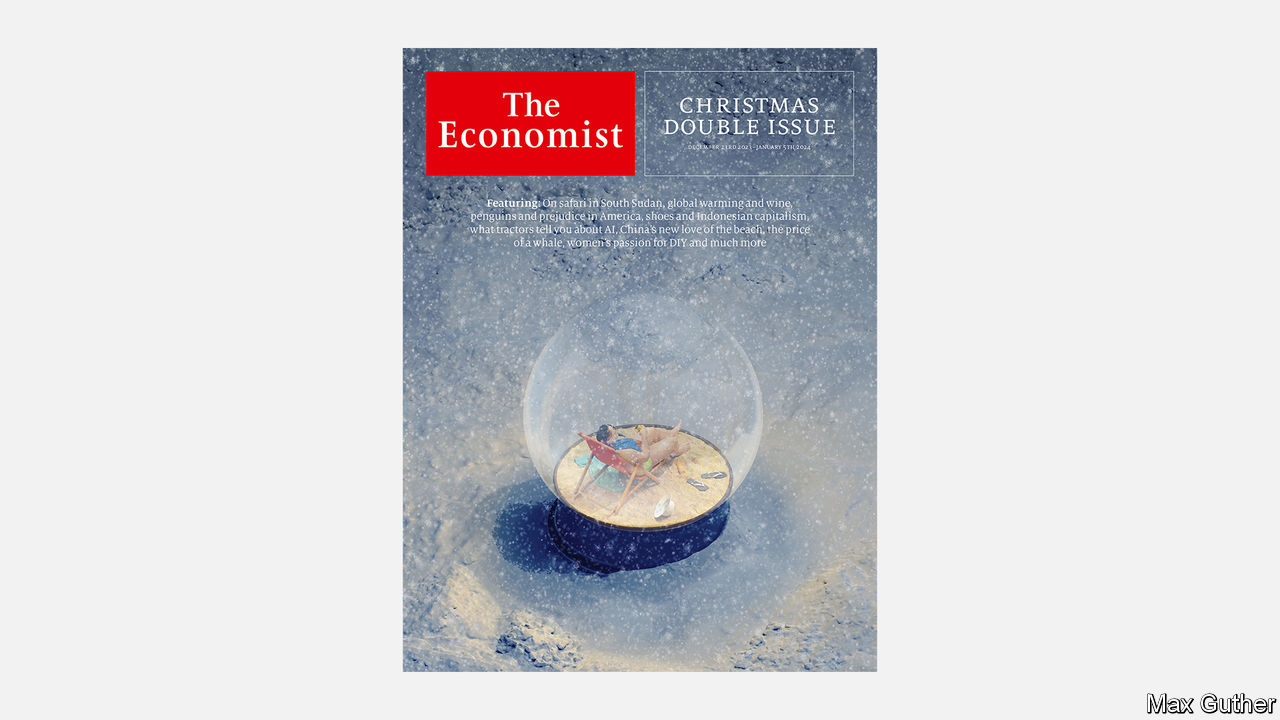 The
Economist
CHRISTMAS
DOUBLE ISSUE
DECEMBER 23RD 2023–JANUARY 5TH 2024
Featuring: On safari in South Sudan, global warming and wine,
penguins and prejudice in America, shoes and Indonesian capitalism,
what tractors tell you about AI, China's new love of the beach, the price
of a whale, women's passion for DIY and much more
Max Guther